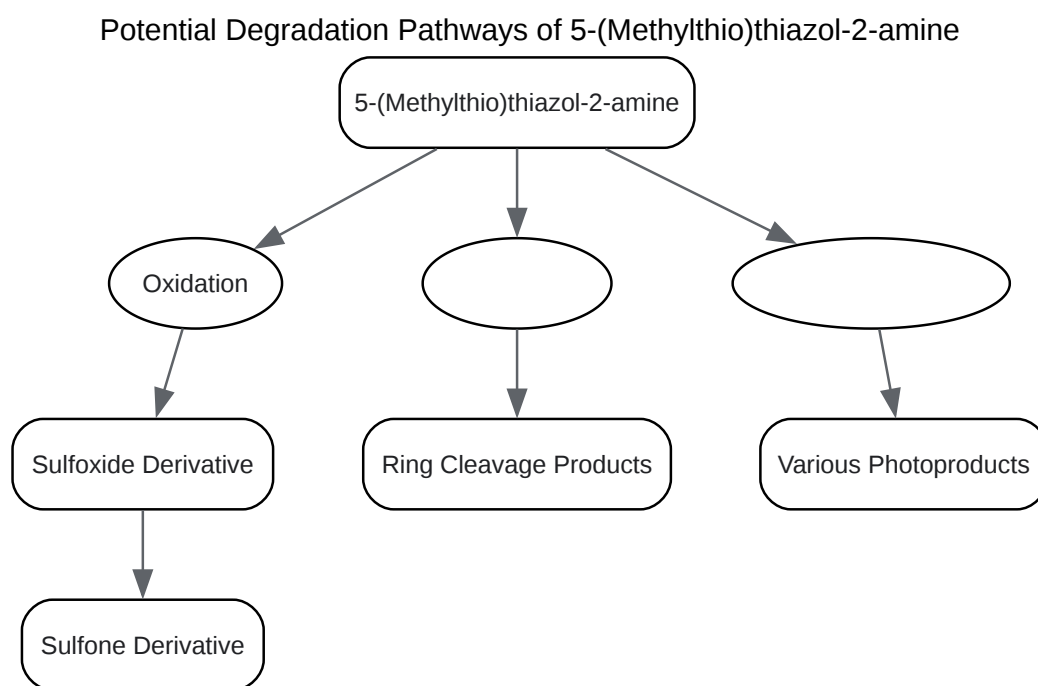 Potential Degradation Pathways of 5-(Methylthio)thiazol-2-amine
5-(Methylthio)thiazol-2-amine
Oxidation
Sulfoxide Derivative
Ring Cleavage Products
Various Photoproducts
Sulfone Derivative